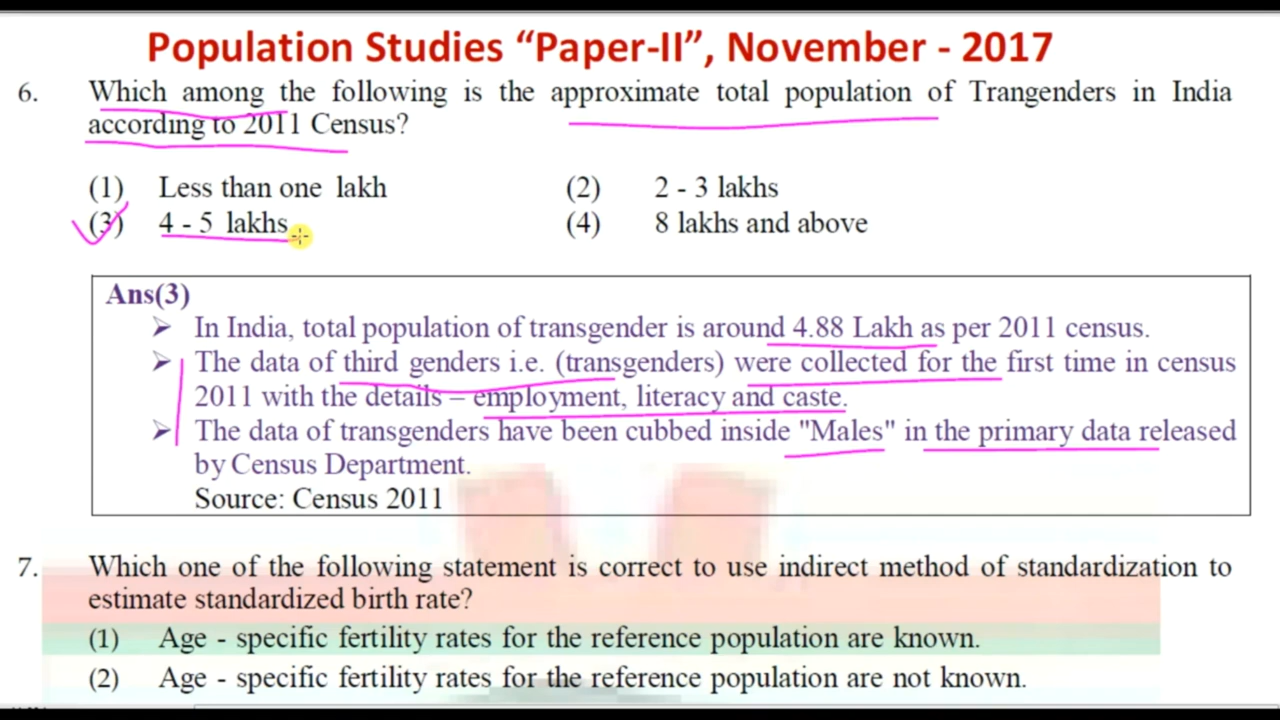 Population Studies “Paper-II”, November - 2017
6. Which among the following is the approximate total population of Trangenders in India
according to 2011 Census?
(1) Less than one lakh (2) 2 - 3 lakhs
(3) 4 - 5 lakhs (4) 8 lakhs and above
Ans(3)
➢ In India, total population of transgender is around 4.88 Lakh as per 2011 census.
➢ The data of third genders i.e. (transgenders) were collected for the first time in census
2011 with the details – employment, literacy and caste.
➢ The data of transgenders have been cubbed inside "Males" in the primary data released
by Census Department.
Source: Census 2011
7. Which one of the following statement is correct to use indirect method of standardization to
estimate standardized birth rate?
(1) Age - specific fertility rates for the reference population are known.
(2) Age - specific fertility rates for the reference population are not known.